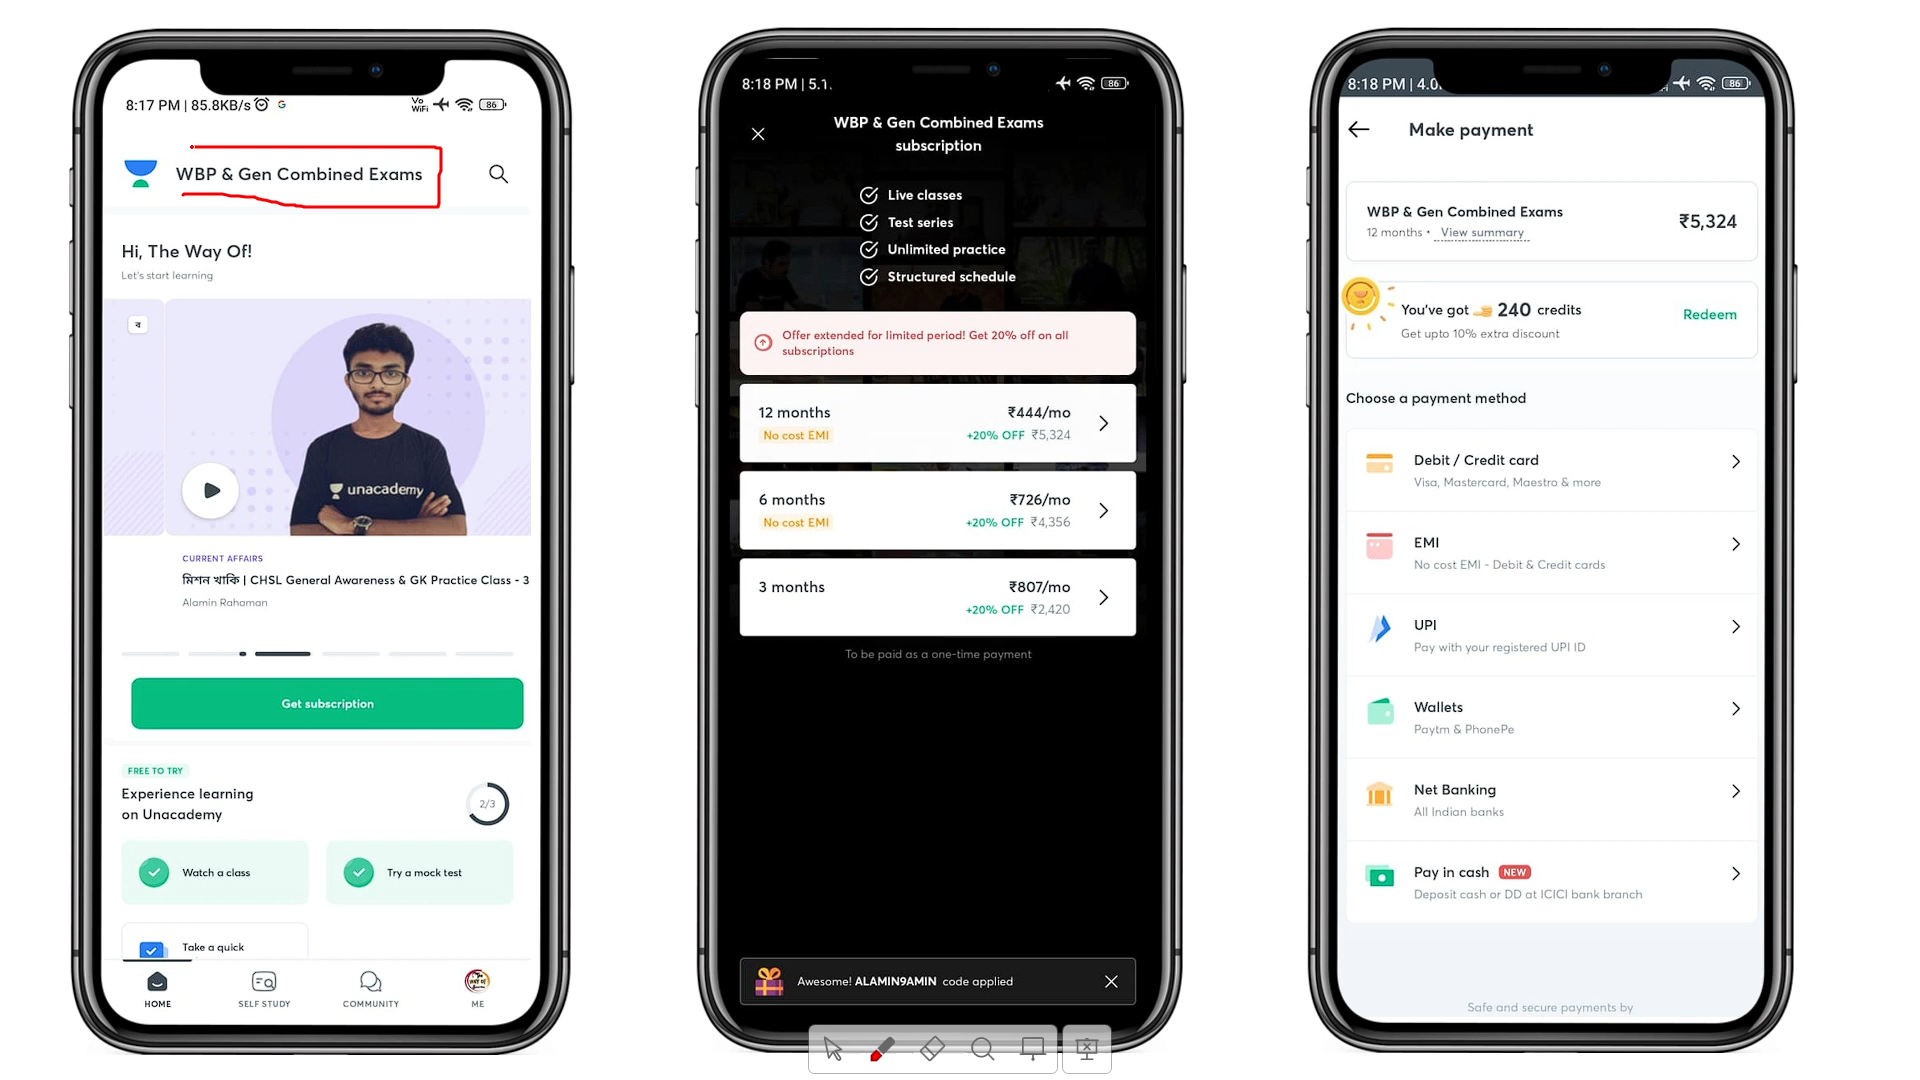 8:17 PM | 85.8KB/s
Vo
WiFi
86
WBP & Gen Combined Exams
Hi, The Way Of!
Let's start learning
ব
unacademy
CURRENT AFFAIRS
মিশন খাকি | CHSL General Awareness & GK Practice Class - 3
Alamin Rahaman
Get subscription
FREE TO TRY
Experience learning
on Unacademy
2/3
Watch a class
Try a mock test
Take a quick
HOME
SELF STUDY
COMMUNITY
ME
8:18 PM | 5.1.
86
WBP & Gen Combined Exams
subscription
Live classes
Test series
Unlimited practice
Structured schedule
Offer extended for limited period! Get 20% off on all
subscriptions
12 months ₹444/mo
No cost EMI +20% OFF ₹5,324
6 months ₹726/mo
No cost EMI +20% OFF ₹4,356
3 months ₹807/mo
+20% OFF ₹2,420
To be paid as a one-time payment
Awesome! ALAMIN9AMIN code applied
8:18 PM | 4.0.
86
Make payment
WBP & Gen Combined Exams ₹5,324
12 months • View summary
You've got 240 credits
Redeem
Get upto 10% extra discount
Choose a payment method
Debit / Credit card
Visa, Mastercard, Maestro & more
EMI
No cost EMI - Debit & Credit cards
UPI
Pay with your registered UPI ID
Wallets
Paytm & PhonePe
Net Banking
All Indian banks
Pay in cash NEW
Deposit cash or DD at ICICI bank branch
Safe and secure payments by